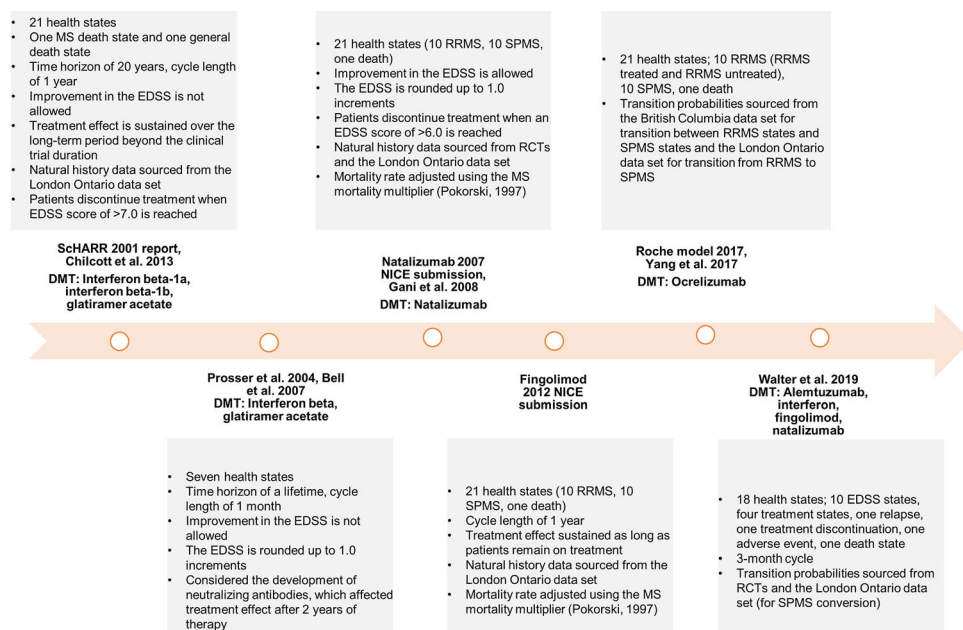 • 21 health states
• One MS death state and one general
death state
• Time horizon of 20 years, cycle length
of 1 year
• Improvement in the EDSS is not
allowed
• Treatment effect is sustained over the
long-term period beyond the clinical
trial duration
• Natural history data sourced from the
London Ontario data set
• Patients discontinue treatment when
EDSS score of >7.0 is reached
• 21 health states (10 RRMS, 10 SPMS,
one death)
• Improvement in the EDSS is allowed
• The EDSS is rounded up to 1.0
increments
• Patients discontinue treatment when an
EDSS score of >6.0 is reached
• Natural history data sourced from RCTs
and the London Ontario data set
• Mortality rate adjusted using the MS
mortality multiplier (Pokorski, 1997)
• 21 health states; 10 RRMS (RRMS
treated and RRMS untreated),
10 SPMS, one death
• Transition probabilities sourced from
the British Columbia data set for
transition between RRMS states and
SPMS states and the London Ontario
data set for transition from RRMS to
SPMS
ScHARR 2001 report,
Chilcott et al. 2013
DMT: Interferon beta-1a,
interferon beta-1b,
glatiramer acetate
Natalizumab 2007
NICE submission,
Gani et al. 2008
DMT: Natalizumab
Roche model 2017,
Yang et al. 2017
DMT: Ocrelizumab
Prosser et al. 2004, Bell
et al. 2007
DMT: Interferon beta,
glatiramer acetate
Fingolimod
2012 NICE
submission
Walter et al. 2019
DMT: Alemtuzumab,
interferon,
fingolimod,
natalizumab
• Seven health states
• Time horizon of a lifetime, cycle
length of 1 month
• Improvement in the EDSS is not
allowed
• The EDSS is rounded up to 1.0
increments
• Considered the development of
neutralizing antibodies, which affected
treatment effect after 2 years of
therapy
• 21 health states (10 RRMS, 10
SPMS, one death)
• Cycle length of 1 year
• Treatment effect sustained as long as
patients remain on treatment
• Natural history data sourced from the
London Ontario data set
• Mortality rate adjusted using the MS
mortality multiplier (Pokorski, 1997)
• 18 health states; 10 EDSS states,
four treatment states, one relapse,
one treatment discontinuation, one
adverse event, one death state
• 3-month cycle
• Transition probabilities sourced from
RCTs and the London Ontario data
set (for SPMS conversion)